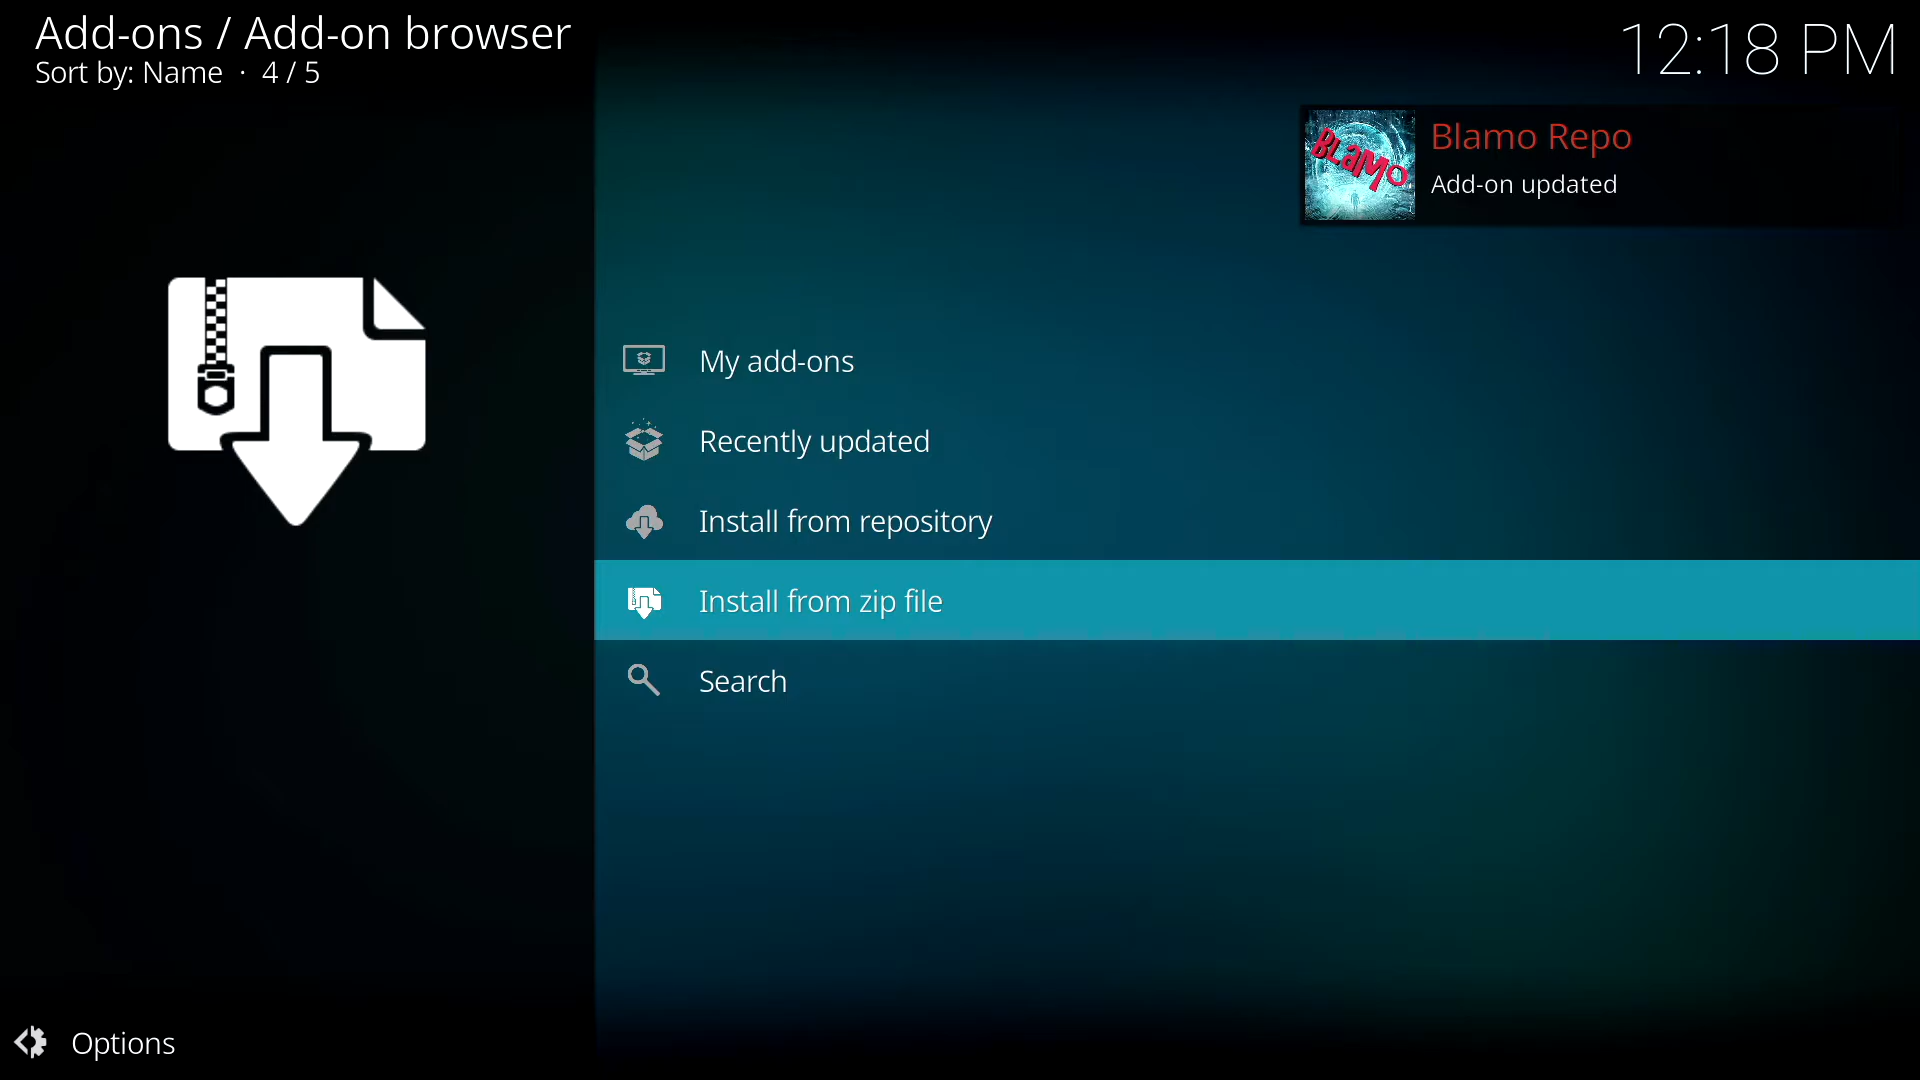 Add-ons / Add-on browser
Sort by: Name · 4 / 5
12:18 PM
BLaMo
Blamo Repo
Add-on updated
My add-ons
Recently updated
Install from repository
Install from zip file
Search
Options